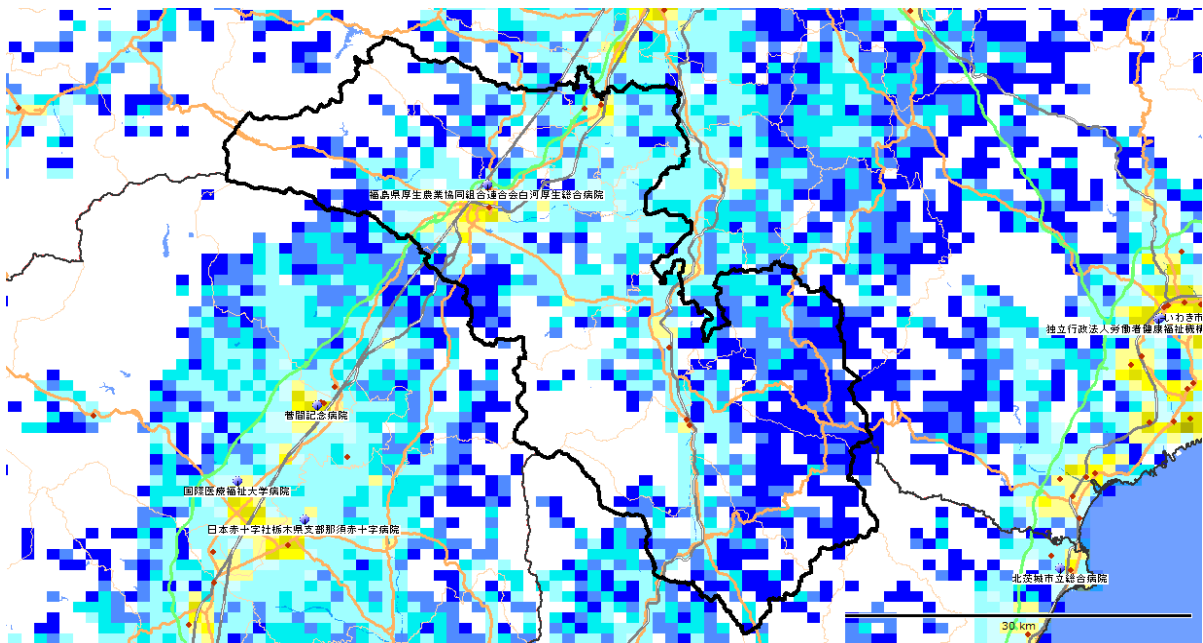 福島県厚生農業協同組合連合会白河厚生総合病院
いわき市
独立行政法人労働者健康福祉機構
菅間記念病院
国際医療福祉大学病院
日本赤十字社栃木県支部那須赤十字病院
北茨城市立総合病院
30 km